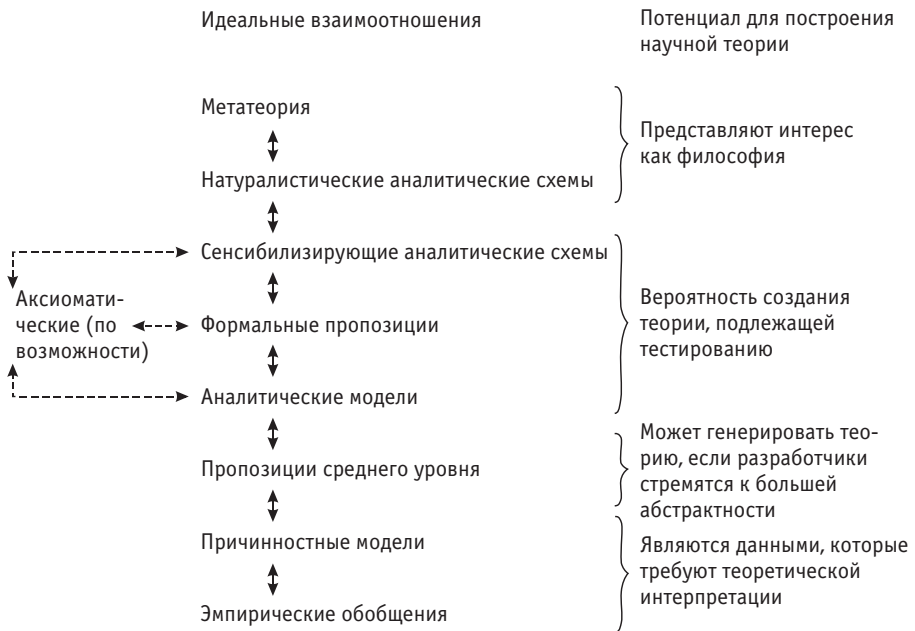 Идеальные взаимоотношения
Потенциал для построения
научной теории
Метатеория
Натуралистические аналитические схемы
Представляют интерес
как философия
Сенсибилизирующие аналитические схемы
Аксиомати-
ческие (по
возможности)
Формальные пропозиции
Аналитические модели
Вероятность создания
теории, подлежащей
тестированию
Пропозиции среднего уровня
Может генерировать тео-
рию, если разработчики
стремятся к большей
абстрактности
Причинностные модели
Эмпирические обобщения
Являются данными, которые
требуют теоретической
интерпретации